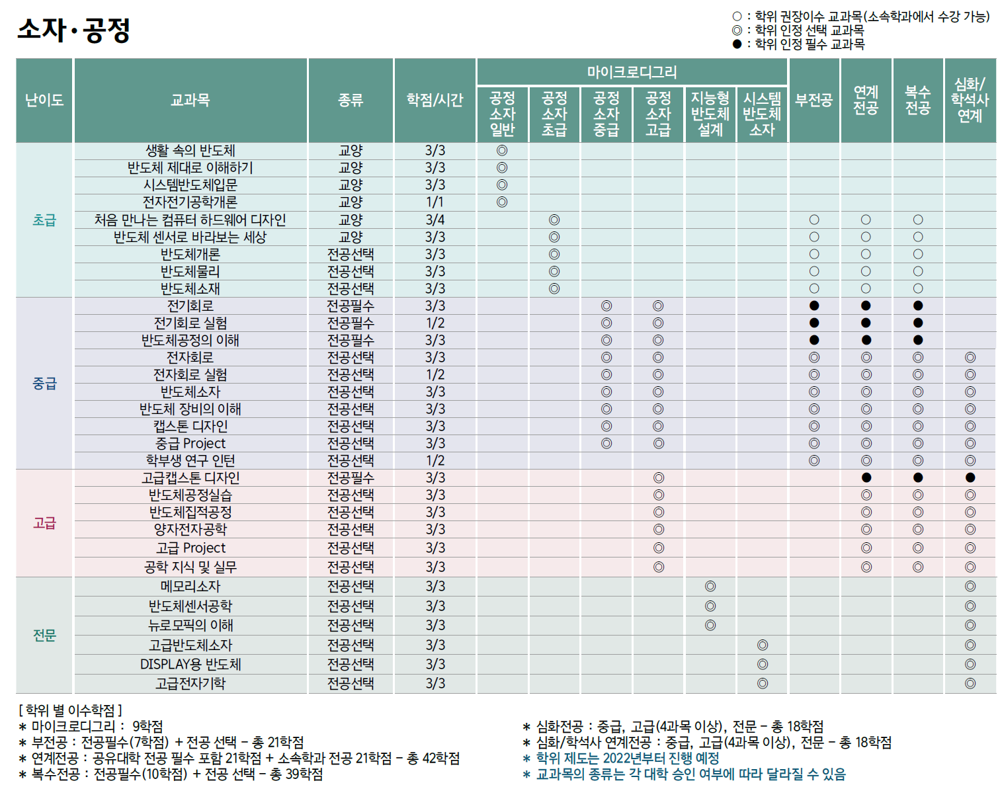 소자·공정
○ : 학위 권장이수 교과목(소속학과에서 수강 가능)
◎ : 학위 인정 선택 교과목
● : 학위 인정 필수 교과목
난이도 교과목 종류 학점/시간 마이크로디그리 부전공 연계전공 복수전공 심화/학석사연계
공정소자일반 공정소자초급 공정소자중급 공정소자고급 지능형반도체설계 시스템반도체소자
초급
생활 속의 반도체 교양 3/3 ◎
반도체 제대로 이해하기 교양 3/3 ◎
시스템반도체입문 교양 3/3 ◎
전자전기공학개론 교양 1/1 ◎
처음 만나는 컴퓨터 하드웨어 디자인 교양 3/4 ◎ ○ ○ ○
반도체 센서로 바라보는 세상 교양 3/3 ◎ ○ ○ ○
반도체개론 전공선택 3/3 ◎ ○ ○ ○
반도체물리 전공선택 3/3 ◎ ○ ○ ○
반도체소재 전공선택 3/3 ◎ ○ ○ ○
중급
전기회로 전공필수 3/3 ◎ ◎ ● ● ●
전기회로 실험 전공필수 1/2 ◎ ◎ ● ● ●
반도체공정의 이해 전공필수 3/3 ◎ ◎ ● ● ●
전자회로 전공선택 3/3 ◎ ◎ ◎ ◎ ◎ ◎
전자회로 실험 전공선택 1/2 ◎ ◎ ◎ ◎ ◎ ◎
반도체소자 전공선택 3/3 ◎ ◎ ◎ ◎ ◎ ◎
반도체 장비의 이해 전공선택 3/3 ◎ ◎ ◎ ◎ ◎ ◎
캡스톤 디자인 전공선택 3/3 ◎ ◎ ◎ ◎ ◎ ◎
중급 Project 전공선택 3/3 ◎ ◎ ◎ ◎ ◎ ◎
학부생 연구 인턴 전공선택 1/2 ◎ ◎ ◎ ◎
고급
고급캡스톤 디자인 전공필수 3/3 ◎ ● ● ●
반도체공정실습 전공선택 3/3 ◎ ◎ ◎ ◎
반도체집적공정 전공선택 3/3 ◎ ◎ ◎ ◎
양자전자공학 전공선택 3/3 ◎ ◎ ◎ ◎
고급 Project 전공선택 3/3 ◎ ◎ ◎ ◎
공학 지식 및 실무 전공선택 3/3 ◎ ◎ ◎ ◎
전문
메모리소자 전공선택 3/3 ◎ ◎
반도체센서공학 전공선택 3/3 ◎ ◎
뉴로모픽의 이해 전공선택 3/3 ◎ ◎
고급반도체소자 전공선택 3/3 ◎ ◎
DISPLAY용 반도체 전공선택 3/3 ◎ ◎
고급전자기학 전공선택 3/3 ◎ ◎
[ 학위 별 이수학점 ]
* 마이크로디그리 : 9학점
* 부전공 : 전공필수(7학점) + 전공 선택 – 총 21학점
* 연계전공 : 공유대학 전공 필수 포함 21학점 + 소속학과 전공 21학점 – 총 42학점
* 복수전공 : 전공필수(10학점) + 전공 선택 – 총 39학점
* 심화전공 : 중급, 고급(4과목 이상), 전문 – 총 18학점
* 심화/학석사 연계전공 : 중급, 고급(4과목 이상), 전문 – 총 18학점
* 학위 제도는 2022년부터 진행 예정
* 교과목의 종류는 각 대학 승인 여부에 따라 달라질 수 있음